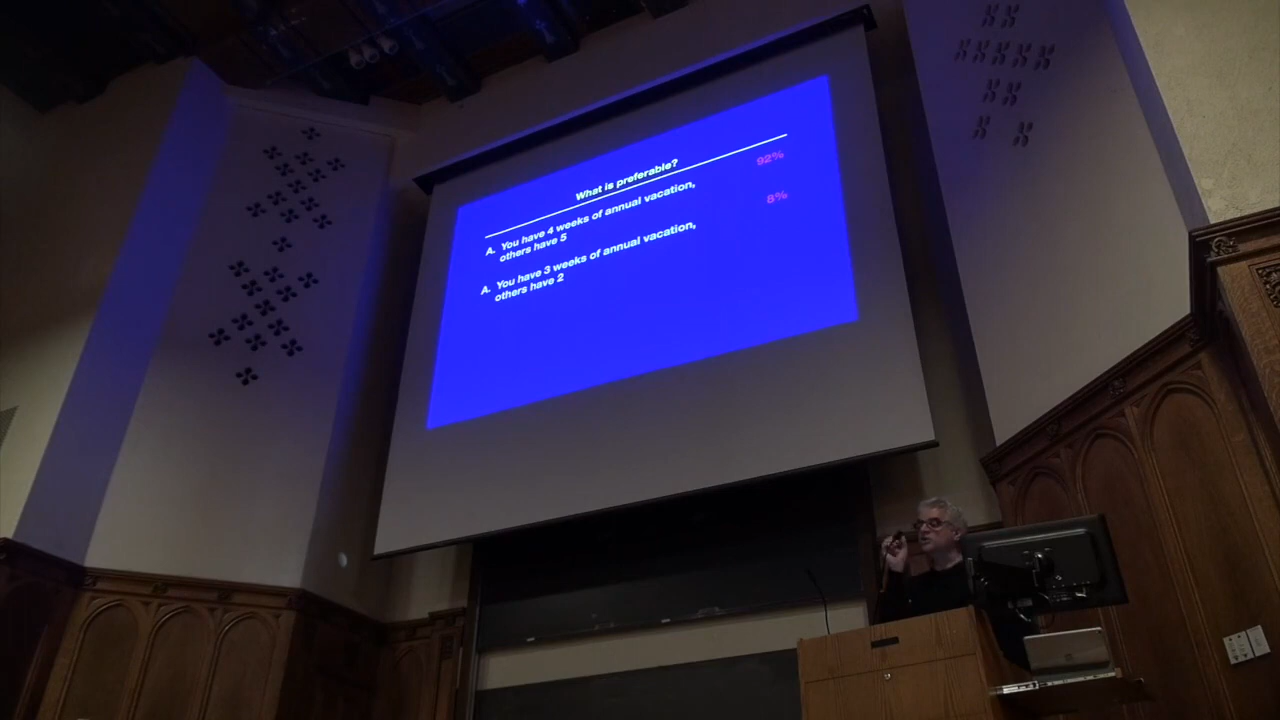 What is preferable?
A. You have 4 weeks of annual vacation,
others have 5
92%
A. You have 3 weeks of annual vacation,
others have 2
8%